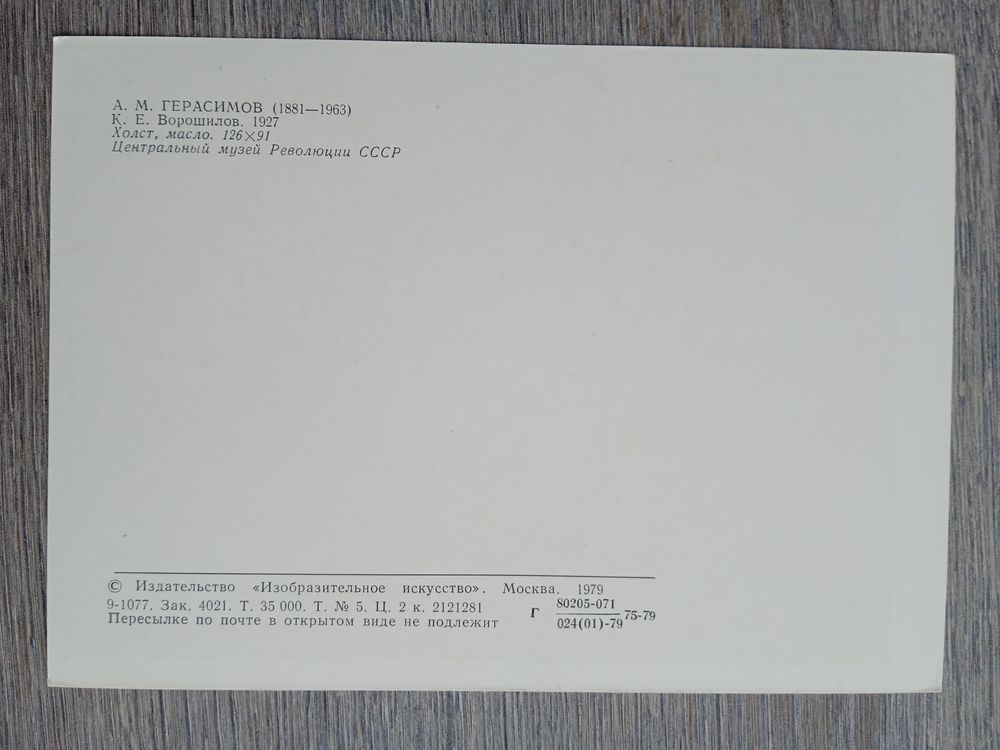 А. М. ГЕРАСИМОВ (1881—1963)
К. Е. Ворошилов. 1927
Холст, масло. 126×91
Центральный музей Революции СССР
© Издательство «Изобразительное искусство». Москва. 1979
9-1077. Зак. 4021. Т. 35 000. Т. № 5. Ц. 2 к. 2121281
Пересылке по почте в открытом виде не подлежит
Г 80205-071
024(01)-79 75-79